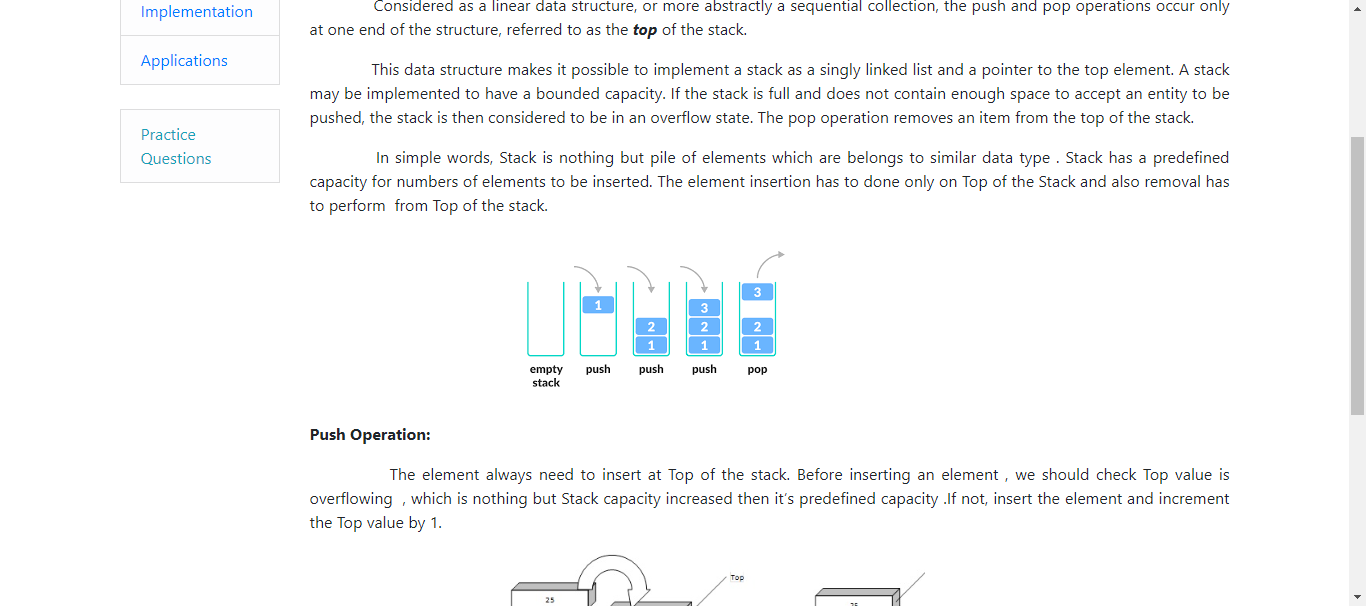 Implementation
Applications
Practice
Questions
Considered as a linear data structure, or more abstractly a sequential collection, the push and pop operations occur only
at one end of the structure, referred to as the top of the stack.
This data structure makes it possible to implement a stack as a singly linked list and a pointer to the top element. A stack
may be implemented to have a bounded capacity. If the stack is full and does not contain enough space to accept an entity to be
pushed, the stack is then considered to be in an overflow state. The pop operation removes an item from the top of the stack.
In simple words, Stack is nothing but pile of elements which are belongs to similar data type . Stack has a predefined
capacity for numbers of elements to be inserted. The element insertion has to done only on Top of the Stack and also removal has
to perform  from Top of the stack.
3
1 3
2 2 2
1 1 1
empty push push push pop
stack
Push Operation:
The element always need to insert at Top of the stack. Before inserting an element , we should check Top value is
overflowing  , which is nothing but Stack capacity increased then it's predefined capacity .If not, insert the element and increment
the Top value by 1.
Top
25